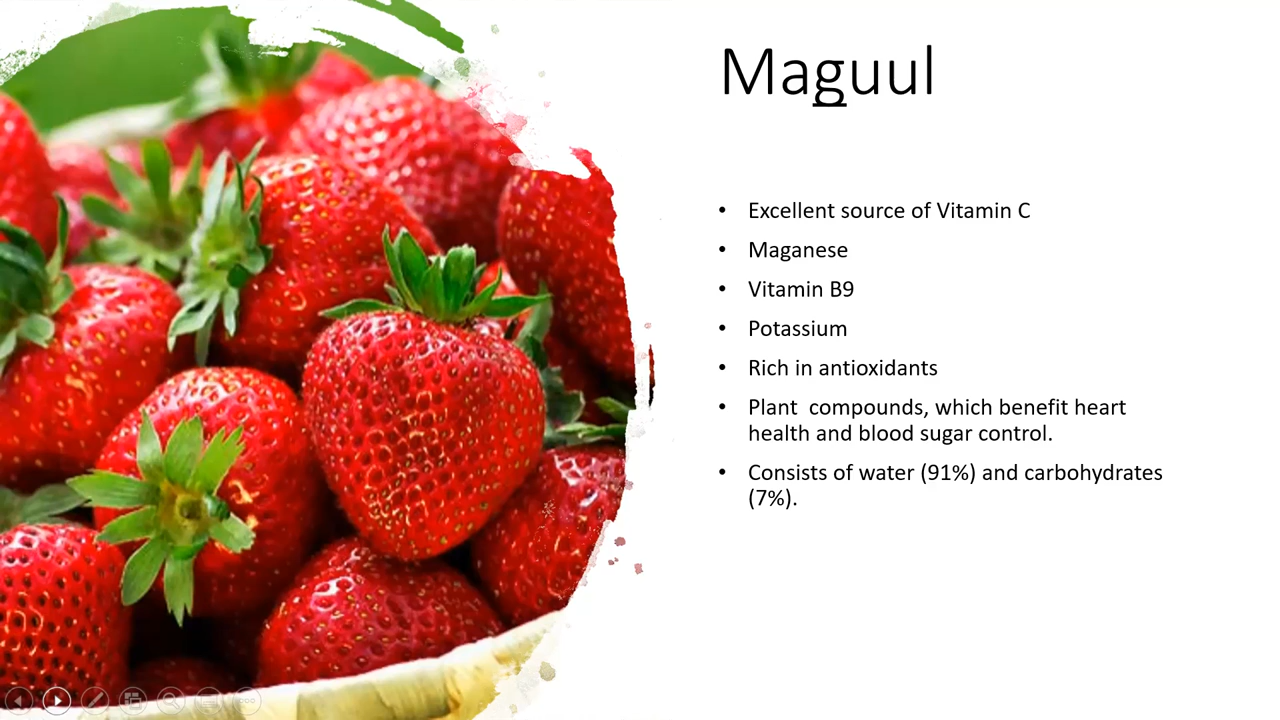 Maguul
• Excellent source of Vitamin C
• Maganese
• Vitamin B9
• Potassium
• Rich in antioxidants
• Plant  compounds, which benefit heart
health and blood sugar control.
• Consists of water (91%) and carbohydrates
(7%).